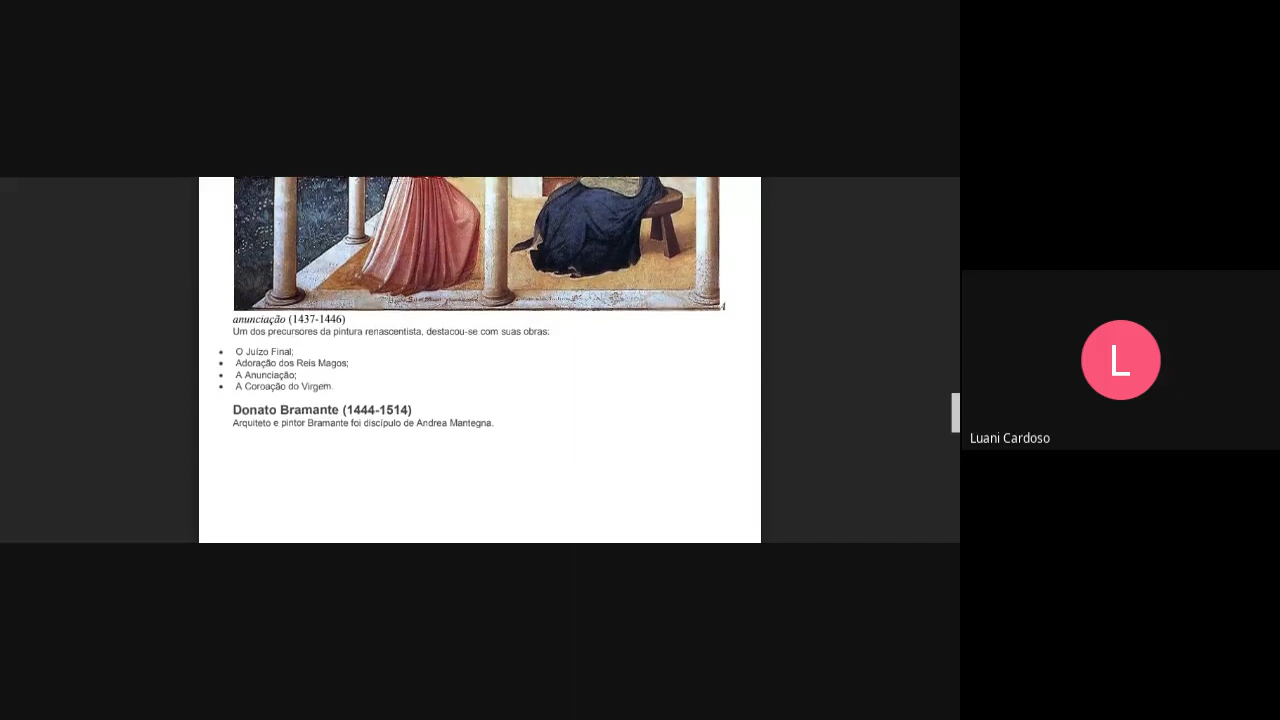 A
anunciação (1437-1446)
Um dos precursores da pintura renascentista, destacou-se com suas obras:
• O Juízo Final;
• Adoração dos Reis Magos;
• A Anunciação;
• A Coroação do Virgem.
Donato Bramante (1444-1514)
Arquiteto e pintor Bramante foi discípulo de Andrea Mantegna.
L
Luani Cardoso